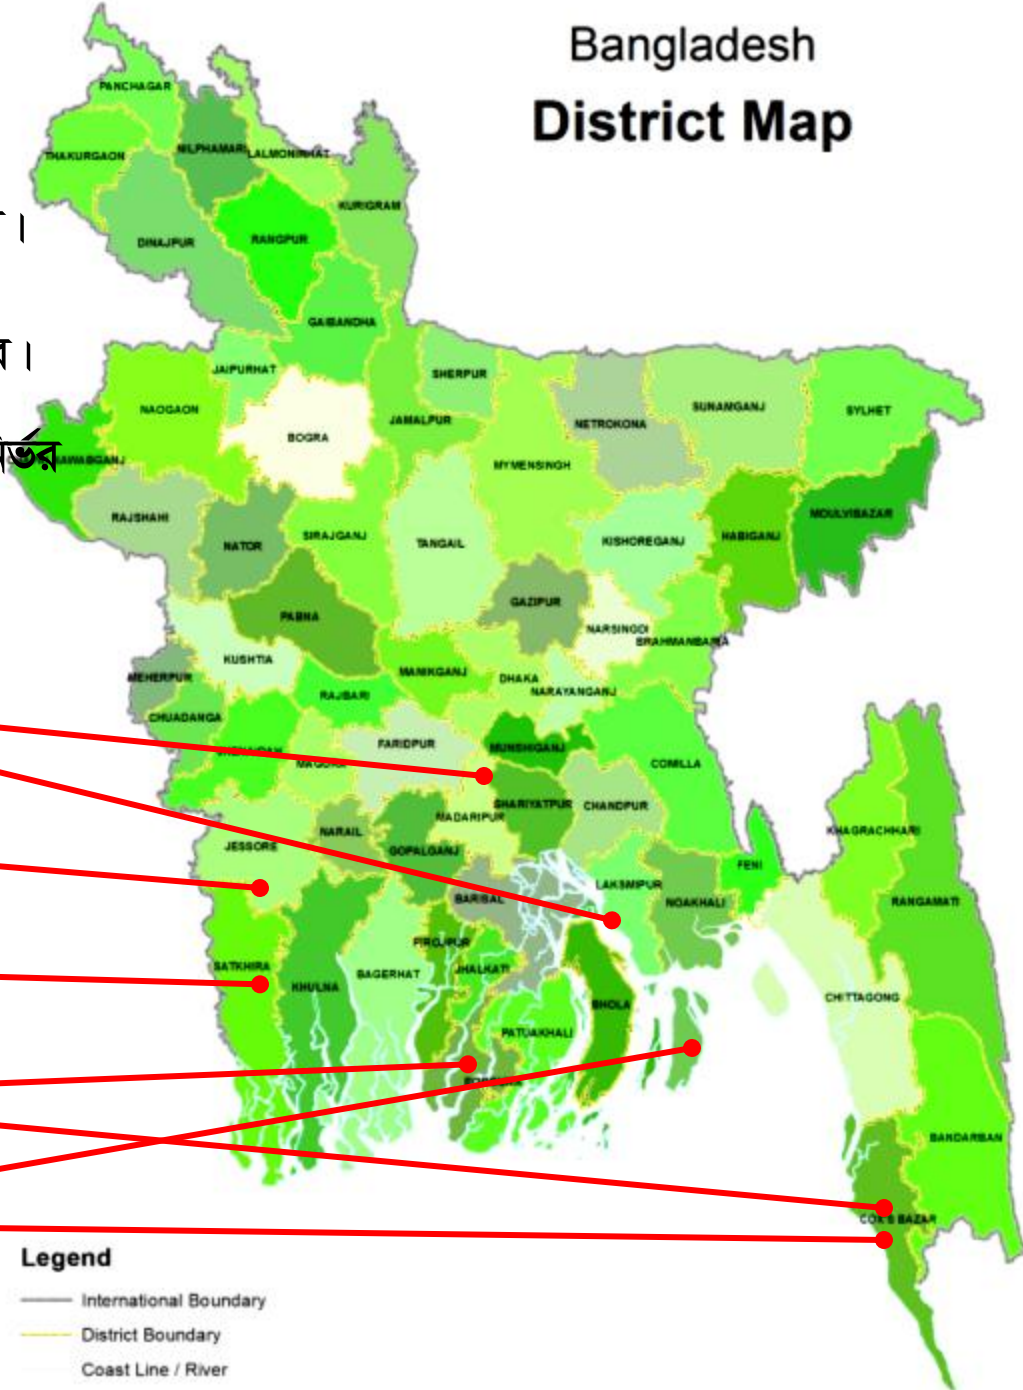 Bangladesh
District Map
PANCHAGAR
THAKURGAON
NILPHAMARI
LALMONIRHAT
KURIGRAM
।
DINAJPUR
RANGPUR
GAIBANDHA
।
JAIPURHAT
SHERPUR
NAOGAON
JAMALPUR
SUNAMGANJ
SYLHET
BOGRA
NETROKONA
MYMENSINGH
RAJSHAHI
NATOR
SIRAJGANJ
TANGAIL
KISHOREGANJ
HABIGANJ
MOULVIBAZAR
GAZIPUR
PABNA
NARSINGDI
BRAHMANBARIA
KUSHTIA
MEHERPUR
MANIKGANJ
DHAKA
NARAYANGANJ
RAJBARI
CHUADANGA
FARIDPUR
MUNSHIGANJ
COMILLA
SHARIYATPUR
CHANDPUR
MADARIPUR
NARAIL
JESSORE
GOPALGANJ
KHAGRACHHARI
FENI
LAKSMIPUR
NOAKHALI
BARISAL
RANGAMATI
PIROJPUR
JHALKATI
SATKHIRA
BAGERHAT
KHULNA
BHOLA
CHITTAGONG
PATUAKHALI
BANDARBAN
COX'S BAZAR
Legend
International Boundary
District Boundary
Coast Line / River